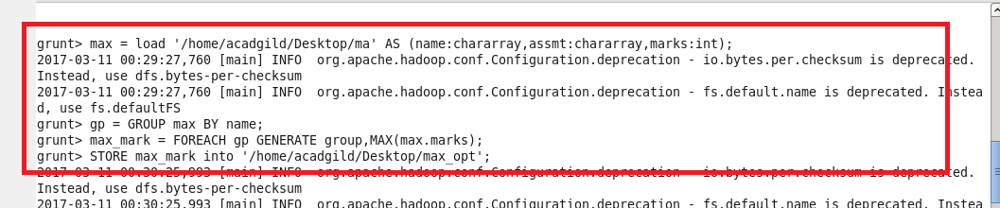 grunt> max = load '/home/acadgild/Desktop/ma' AS (name:chararray,assmt:chararray,marks:int);
2017-03-11 00:29:27,760 [main] INFO  org.apache.hadoop.conf.Configuration.deprecation - io.bytes.per.checksum is deprecated.
Instead, use dfs.bytes-per-checksum
2017-03-11 00:29:27,760 [main] INFO  org.apache.hadoop.conf.Configuration.deprecation - fs.default.name is deprecated. Instea
d, use fs.defaultFS
grunt> gp = GROUP max BY name;
grunt> max_mark = FOREACH gp GENERATE group,MAX(max.marks);
grunt> STORE max_mark into '/home/acadgild/Desktop/max_opt';
2017-03-11 00:30:25,993 [main] INFO  org.apache.hadoop.conf.Configuration.deprecation - io.bytes.per.checksum is deprecated.
Instead, use dfs.bytes-per-checksum
2017-03-11 00:30:25,993 [main] INFO  org.apache.hadoop.conf.Configuration.deprecation - fs.default.name is deprecated. Instea